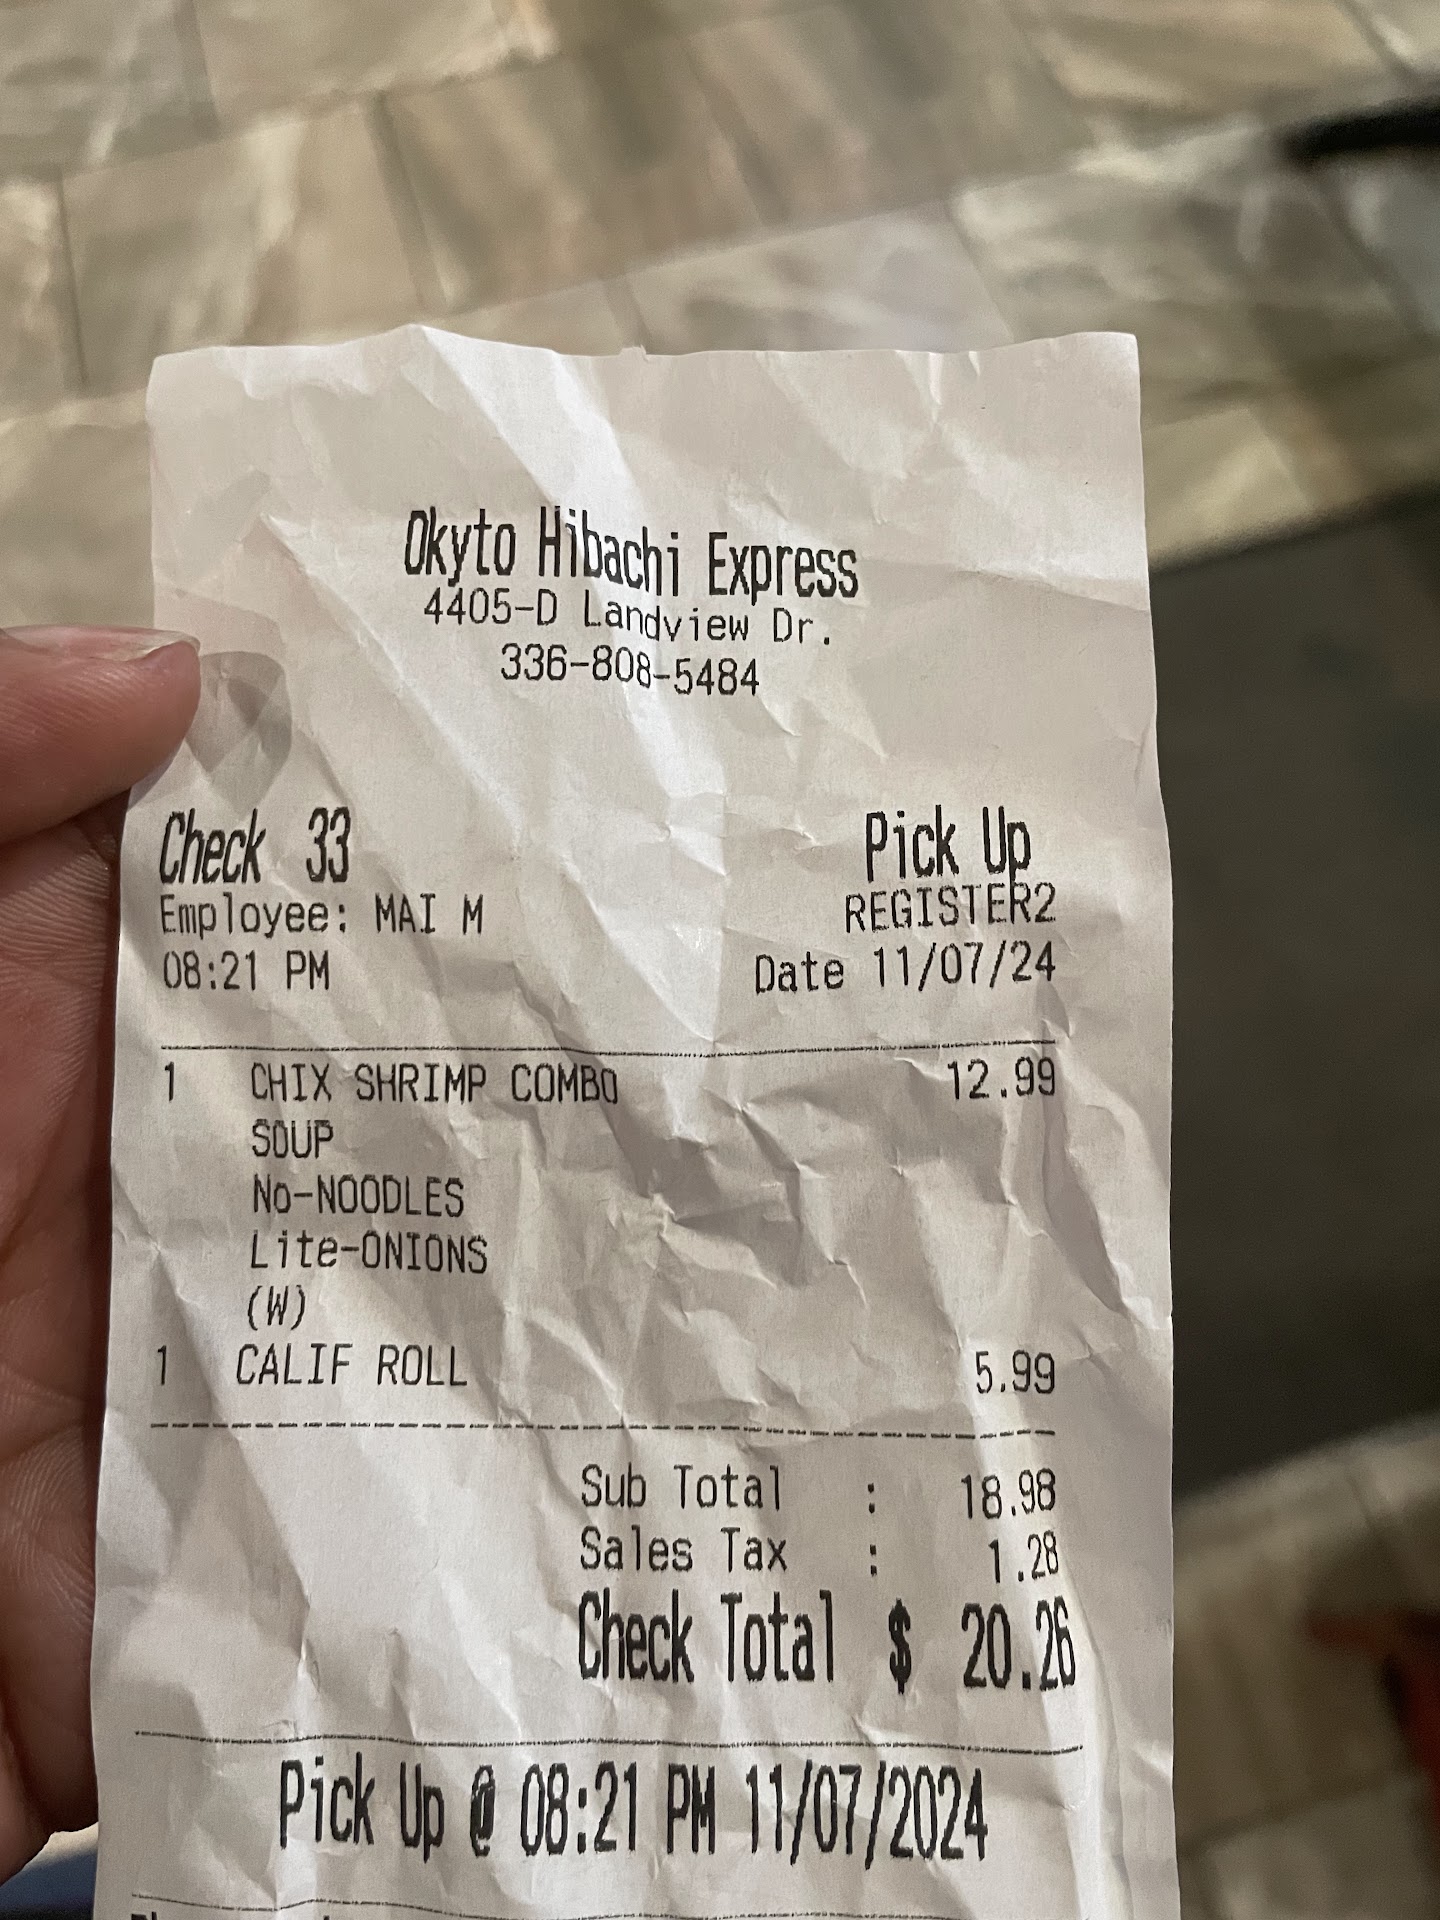 Okyto Hibachi Express
4405-D Landview Dr.
336-808-5484
Check 33 Pick Up
Employee: MAI M REGISTER2
08:21 PM Date 11/07/24
1 CHIX SHRIMP COMBO 12.99
SOUP
No-NOODLES
Lite-ONIONS
(W)
1 CALIF ROLL 5.99
Sub Total : 18.98
Sales Tax : 1.28
Check Total $ 20.26
Pick Up @ 08:21 PM 11/07/2024